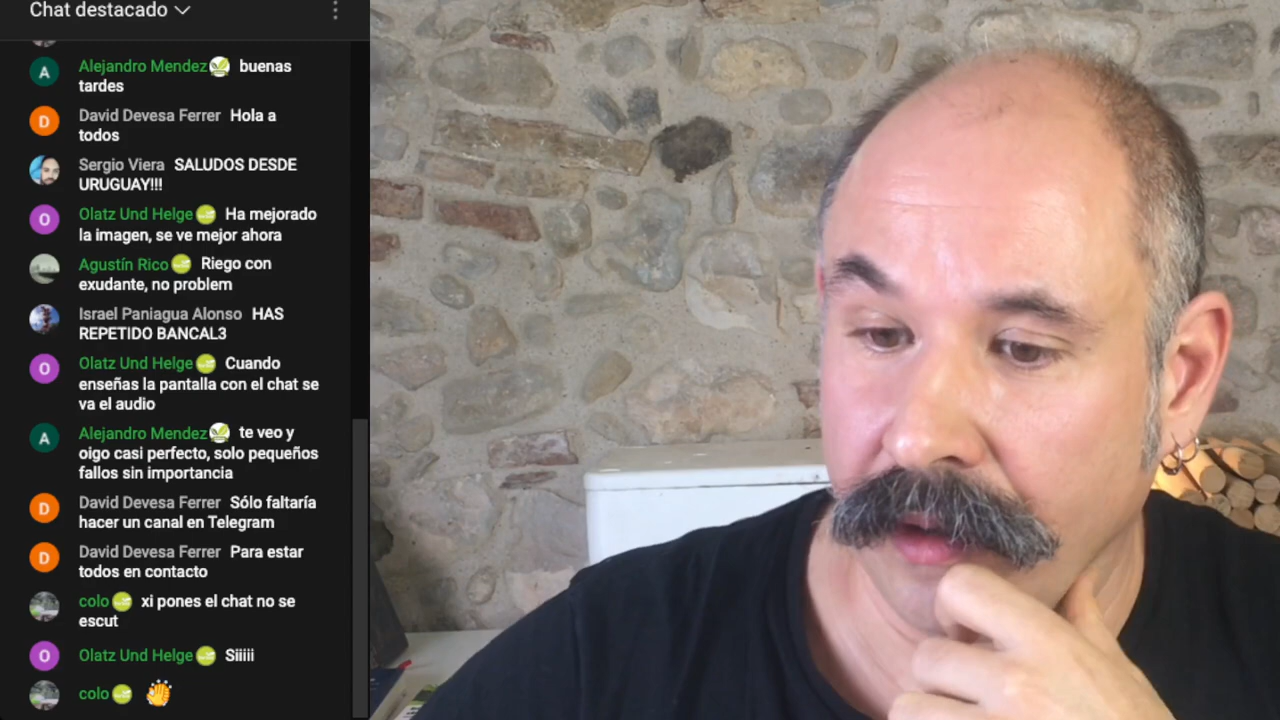 Chat destacado
A Alejandro Mendez buenas
tardes
D David Devesa Ferrer Hola a
todos
Sergio Viera SALUDOS DESDE
URUGUAY!!!
O Olatz Und Helge Ha mejorado
la imagen, se ve mejor ahora
Agustín Rico Riego con
exudante, no problem
Israel Paniagua Alonso HAS
REPETIDO BANCAL3
O Olatz Und Helge Cuando
enseñas la pantalla con el chat se
va el audio
A Alejandro Mendez te veo y
oigo casi perfecto, solo pequeños
fallos sin importancia
D David Devesa Ferrer Sólo faltaría
hacer un canal en Telegram
D David Devesa Ferrer Para estar
todos en contacto
colo xi pones el chat no se
escut
O Olatz Und Helge Siiiii
colo 👏